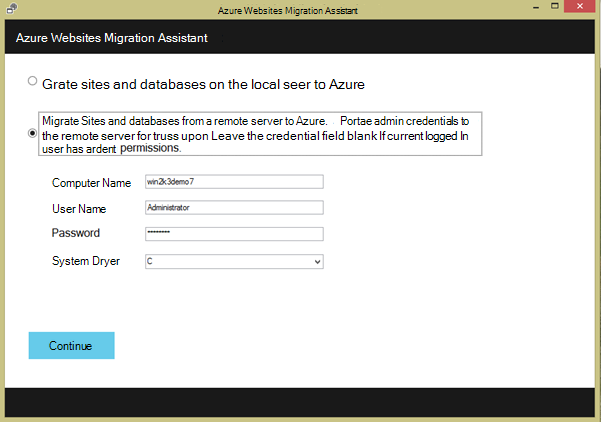 Azure Websites Migration Assistant
Azure Websites Migration Assistant
Grate sites and databases on the local seer to Azure
Migrate Sites and databases from a remote server to Azure. Portae admin credentials to
the remote server for truss upon Leave the credential field blank If current logged In
user has ardent permissions.
Computer Name win2k3demo7
User Name Administrator
Password ********
System Dryer C
Continue